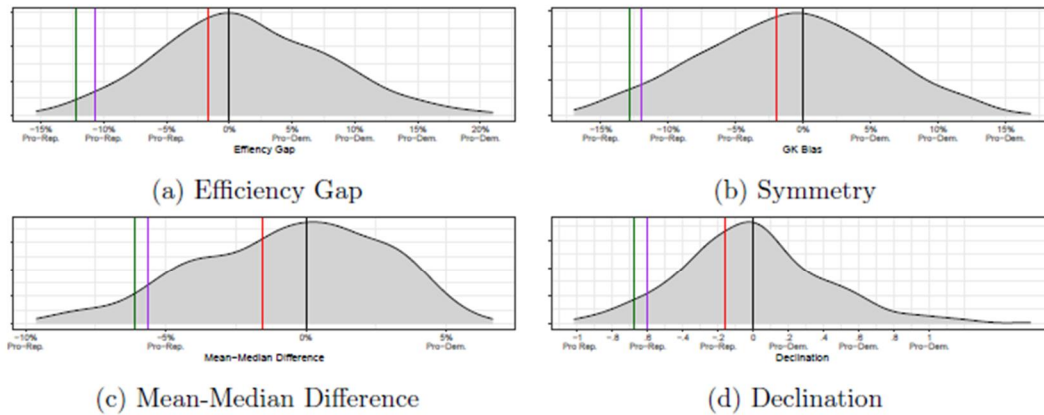 −15% −10% −5% 0% 5% 10% 15% 20%
Pro−Rep. Pro−Rep. Pro−Rep. Pro−Dem. Pro−Dem. Pro−Dem. Pro−Dem.
Effiency Gap
(a) Efficiency Gap
−15% −10% −5% 0% 5% 10% 15%
Pro−Rep. Pro−Rep. Pro−Rep. Pro−Dem. Pro−Dem. Pro−Dem.
GK Bias
(b) Symmetry
−10% −5% 0% 5%
Pro−Rep. Pro−Rep. Pro−Dem.
Mean−Median Difference
(c) Mean-Median Difference
−1 .6 −.4 −.2 0 .2 .4 .6 .8 1
Pro Rep. Pro−Rep. Pro−Rep. Pro−Rep. Pro−Dem. Pro−Dem. Pro−Dem. Pro−Dem. Pro−Dem.
Declination
(d) Declination